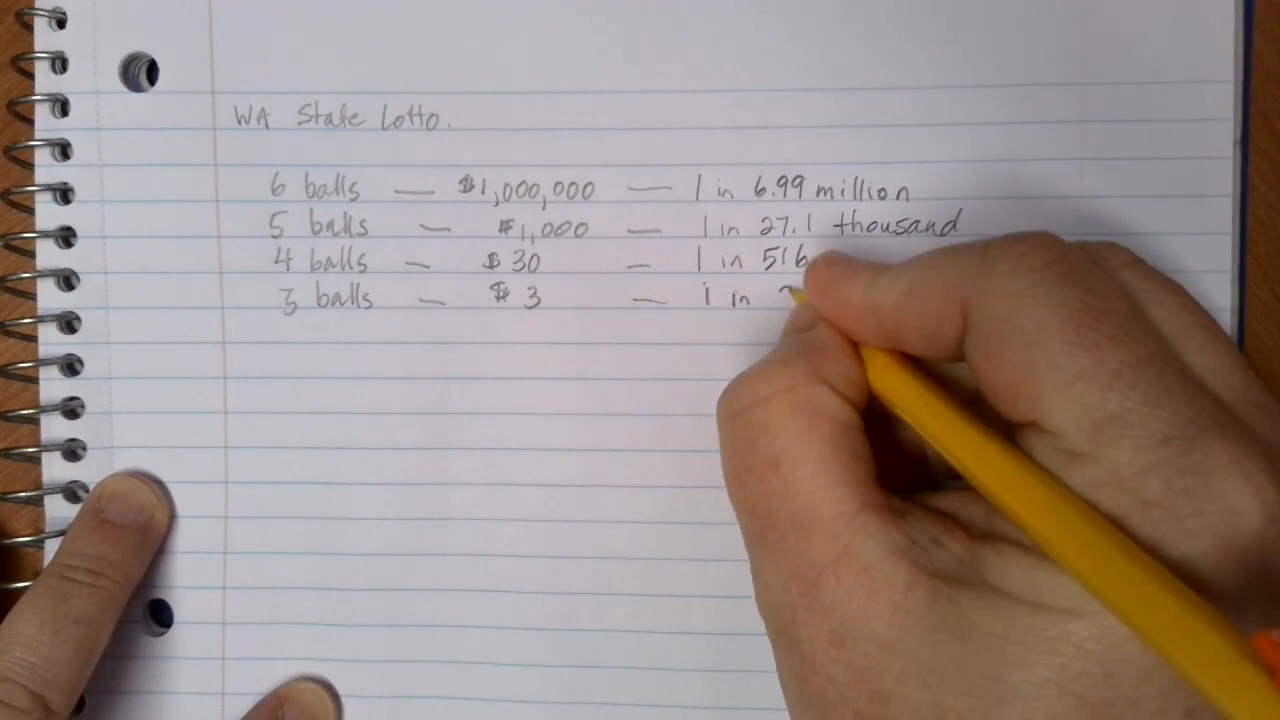 WA State Lotto.
6 balls — $1,000,000 — 1 in 6.99 million
5 balls — $1,000 — 1 in 27.1 thousand
4 balls — $30 — 1 in 516
3 balls — $3 — 1 in